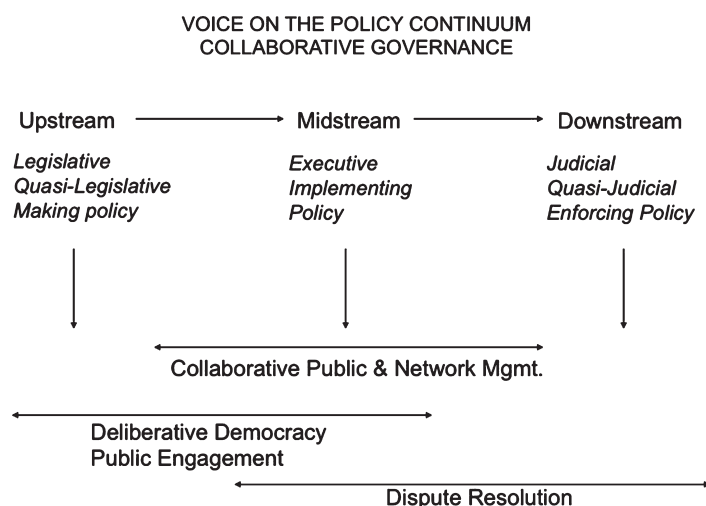 VOICE ON THE POLICY CONTINUUM
COLLABORATIVE GOVERNANCE
Upstream
Midstream
Downstream
Legislative
Quasi-Legislative
Making policy
Executive
Implementing
Policy
Judicial
Quasi-Judicial
Enforcing Policy
Collaborative Public & Network Mgmt.
Deliberative Democracy
Public Engagement
Dispute Resolution